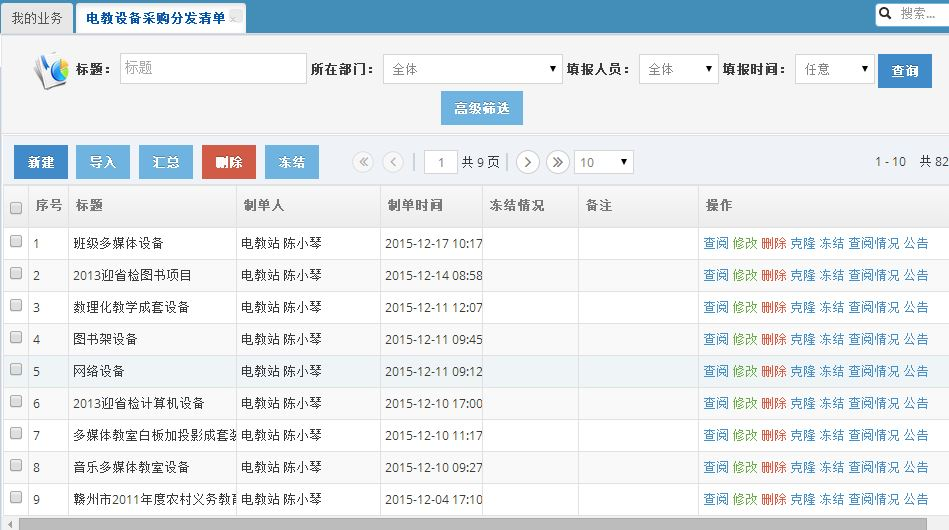 我的业务 电教设备采购分发清单 搜索...
标题： 标题 所在部门： 全体 填报人员： 全体 填报时间： 任意 查询
高级筛选
新建 导入 汇总 删除 冻结 1 共 9 页 10 1 - 10 共 82
序号 标题 制单人 制单时间 冻结情况 备注 操作
1 班级多媒体设备 电教站 陈小琴 2015-12-17 10:17 查阅 修改 删除 克隆 冻结 查阅情况 公告
2 2013迎省检图书项目 电教站 陈小琴 2015-12-14 08:58 查阅 修改 删除 克隆 冻结 查阅情况 公告
3 数理化教学成套设备 电教站 陈小琴 2015-12-11 12:07 查阅 修改 删除 克隆 冻结 查阅情况 公告
4 图书架设备 电教站 陈小琴 2015-12-11 09:45 查阅 修改 删除 克隆 冻结 查阅情况 公告
5 网络设备 电教站 陈小琴 2015-12-11 09:12 查阅 修改 删除 克隆 冻结 查阅情况 公告
6 2013迎省检计算机设备 电教站 陈小琴 2015-12-10 17:00 查阅 修改 删除 克隆 冻结 查阅情况 公告
7 多媒体教室白板加投影成套装 电教站 陈小琴 2015-12-10 11:17 查阅 修改 删除 克隆 冻结 查阅情况 公告
8 音乐多媒体教室设备 电教站 陈小琴 2015-12-10 09:27 查阅 修改 删除 克隆 冻结 查阅情况 公告
9 赣州市2011年度农村义务教育 电教站 陈小琴 2015-12-04 17:10 查阅 修改 删除 克隆 冻结 查阅情况 公告